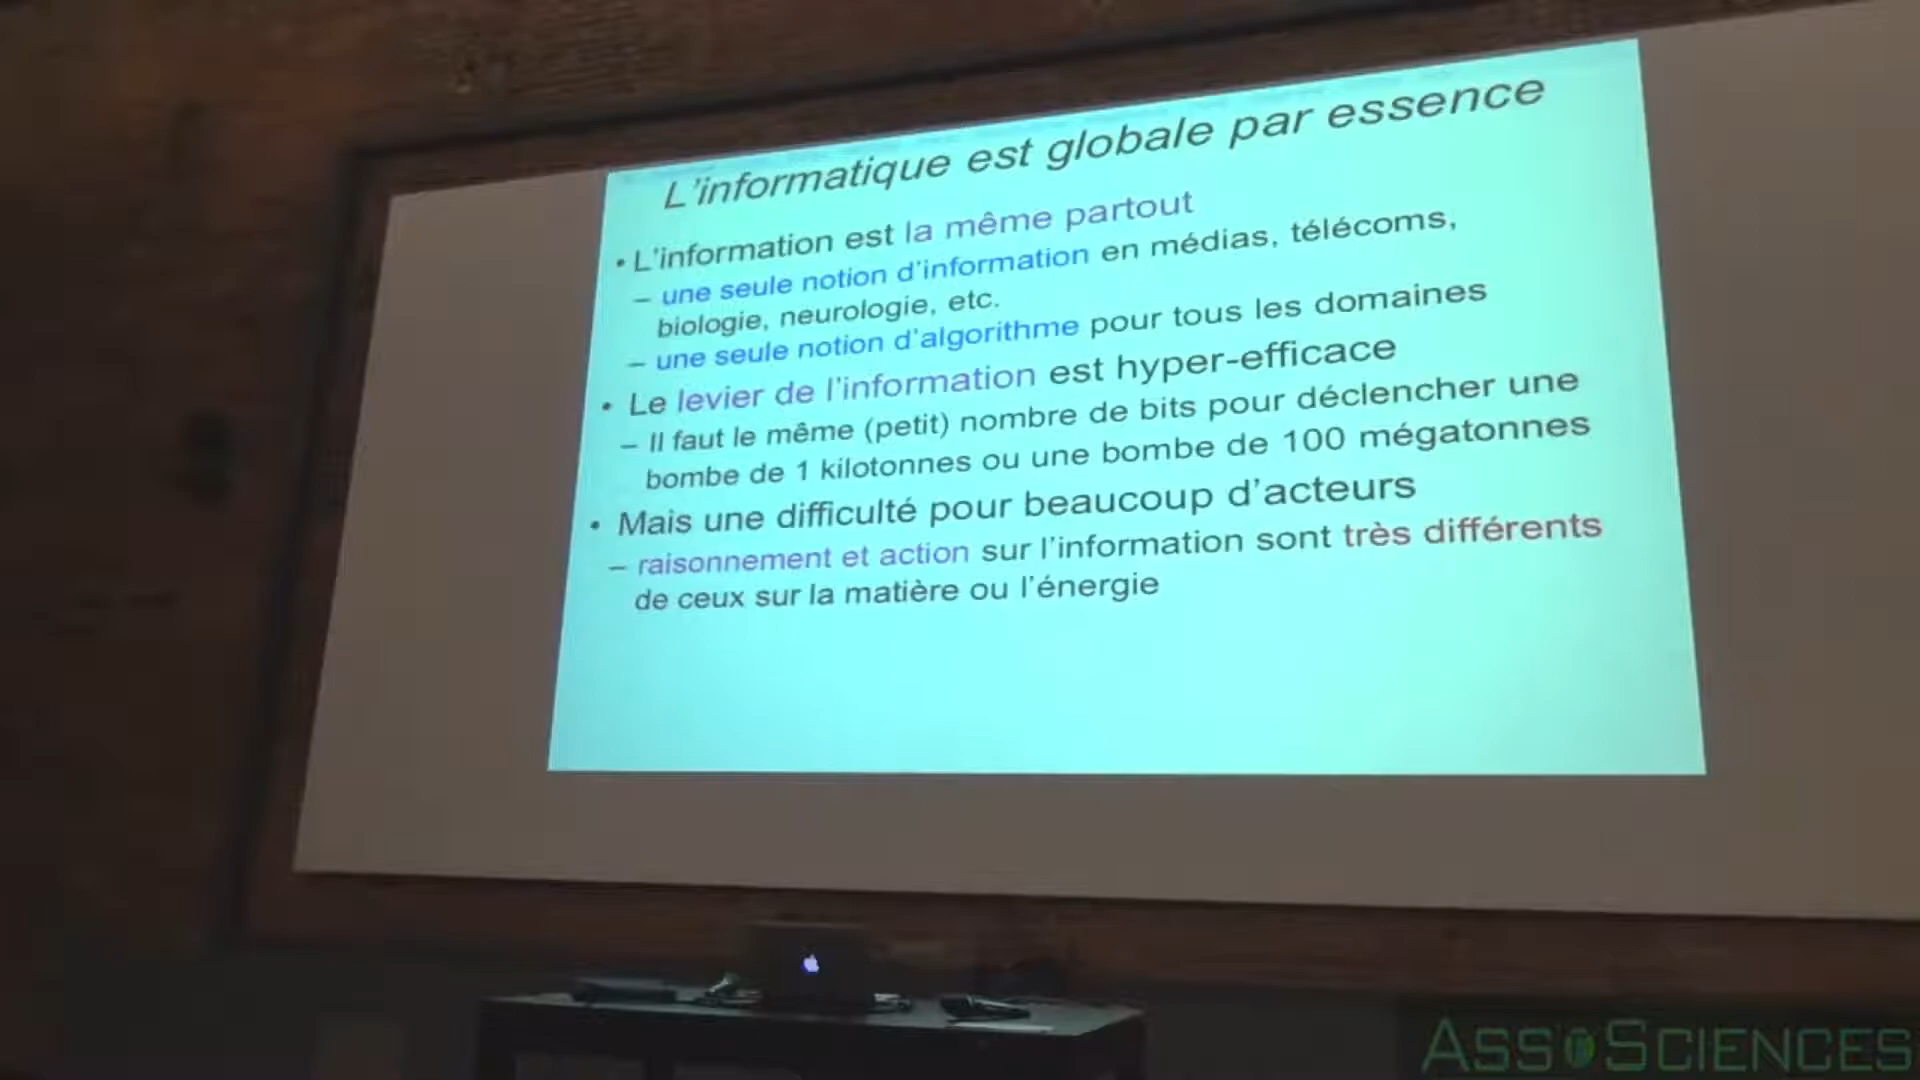 L'informatique est globale par essence
• L'information est la même partout
– une seule notion d'information en médias, télécoms,
biologie, neurologie, etc.
– une seule notion d'algorithme pour tous les domaines
• Le levier de l'information est hyper-efficace
– Il faut le même (petit) nombre de bits pour déclencher une
bombe de 1 kilotonnes ou une bombe de 100 mégatonnes
• Mais une difficulté pour beaucoup d'acteurs
– raisonnement et action sur l'information sont très différents
de ceux sur la matière ou l'énergie
ASS SCIENCES